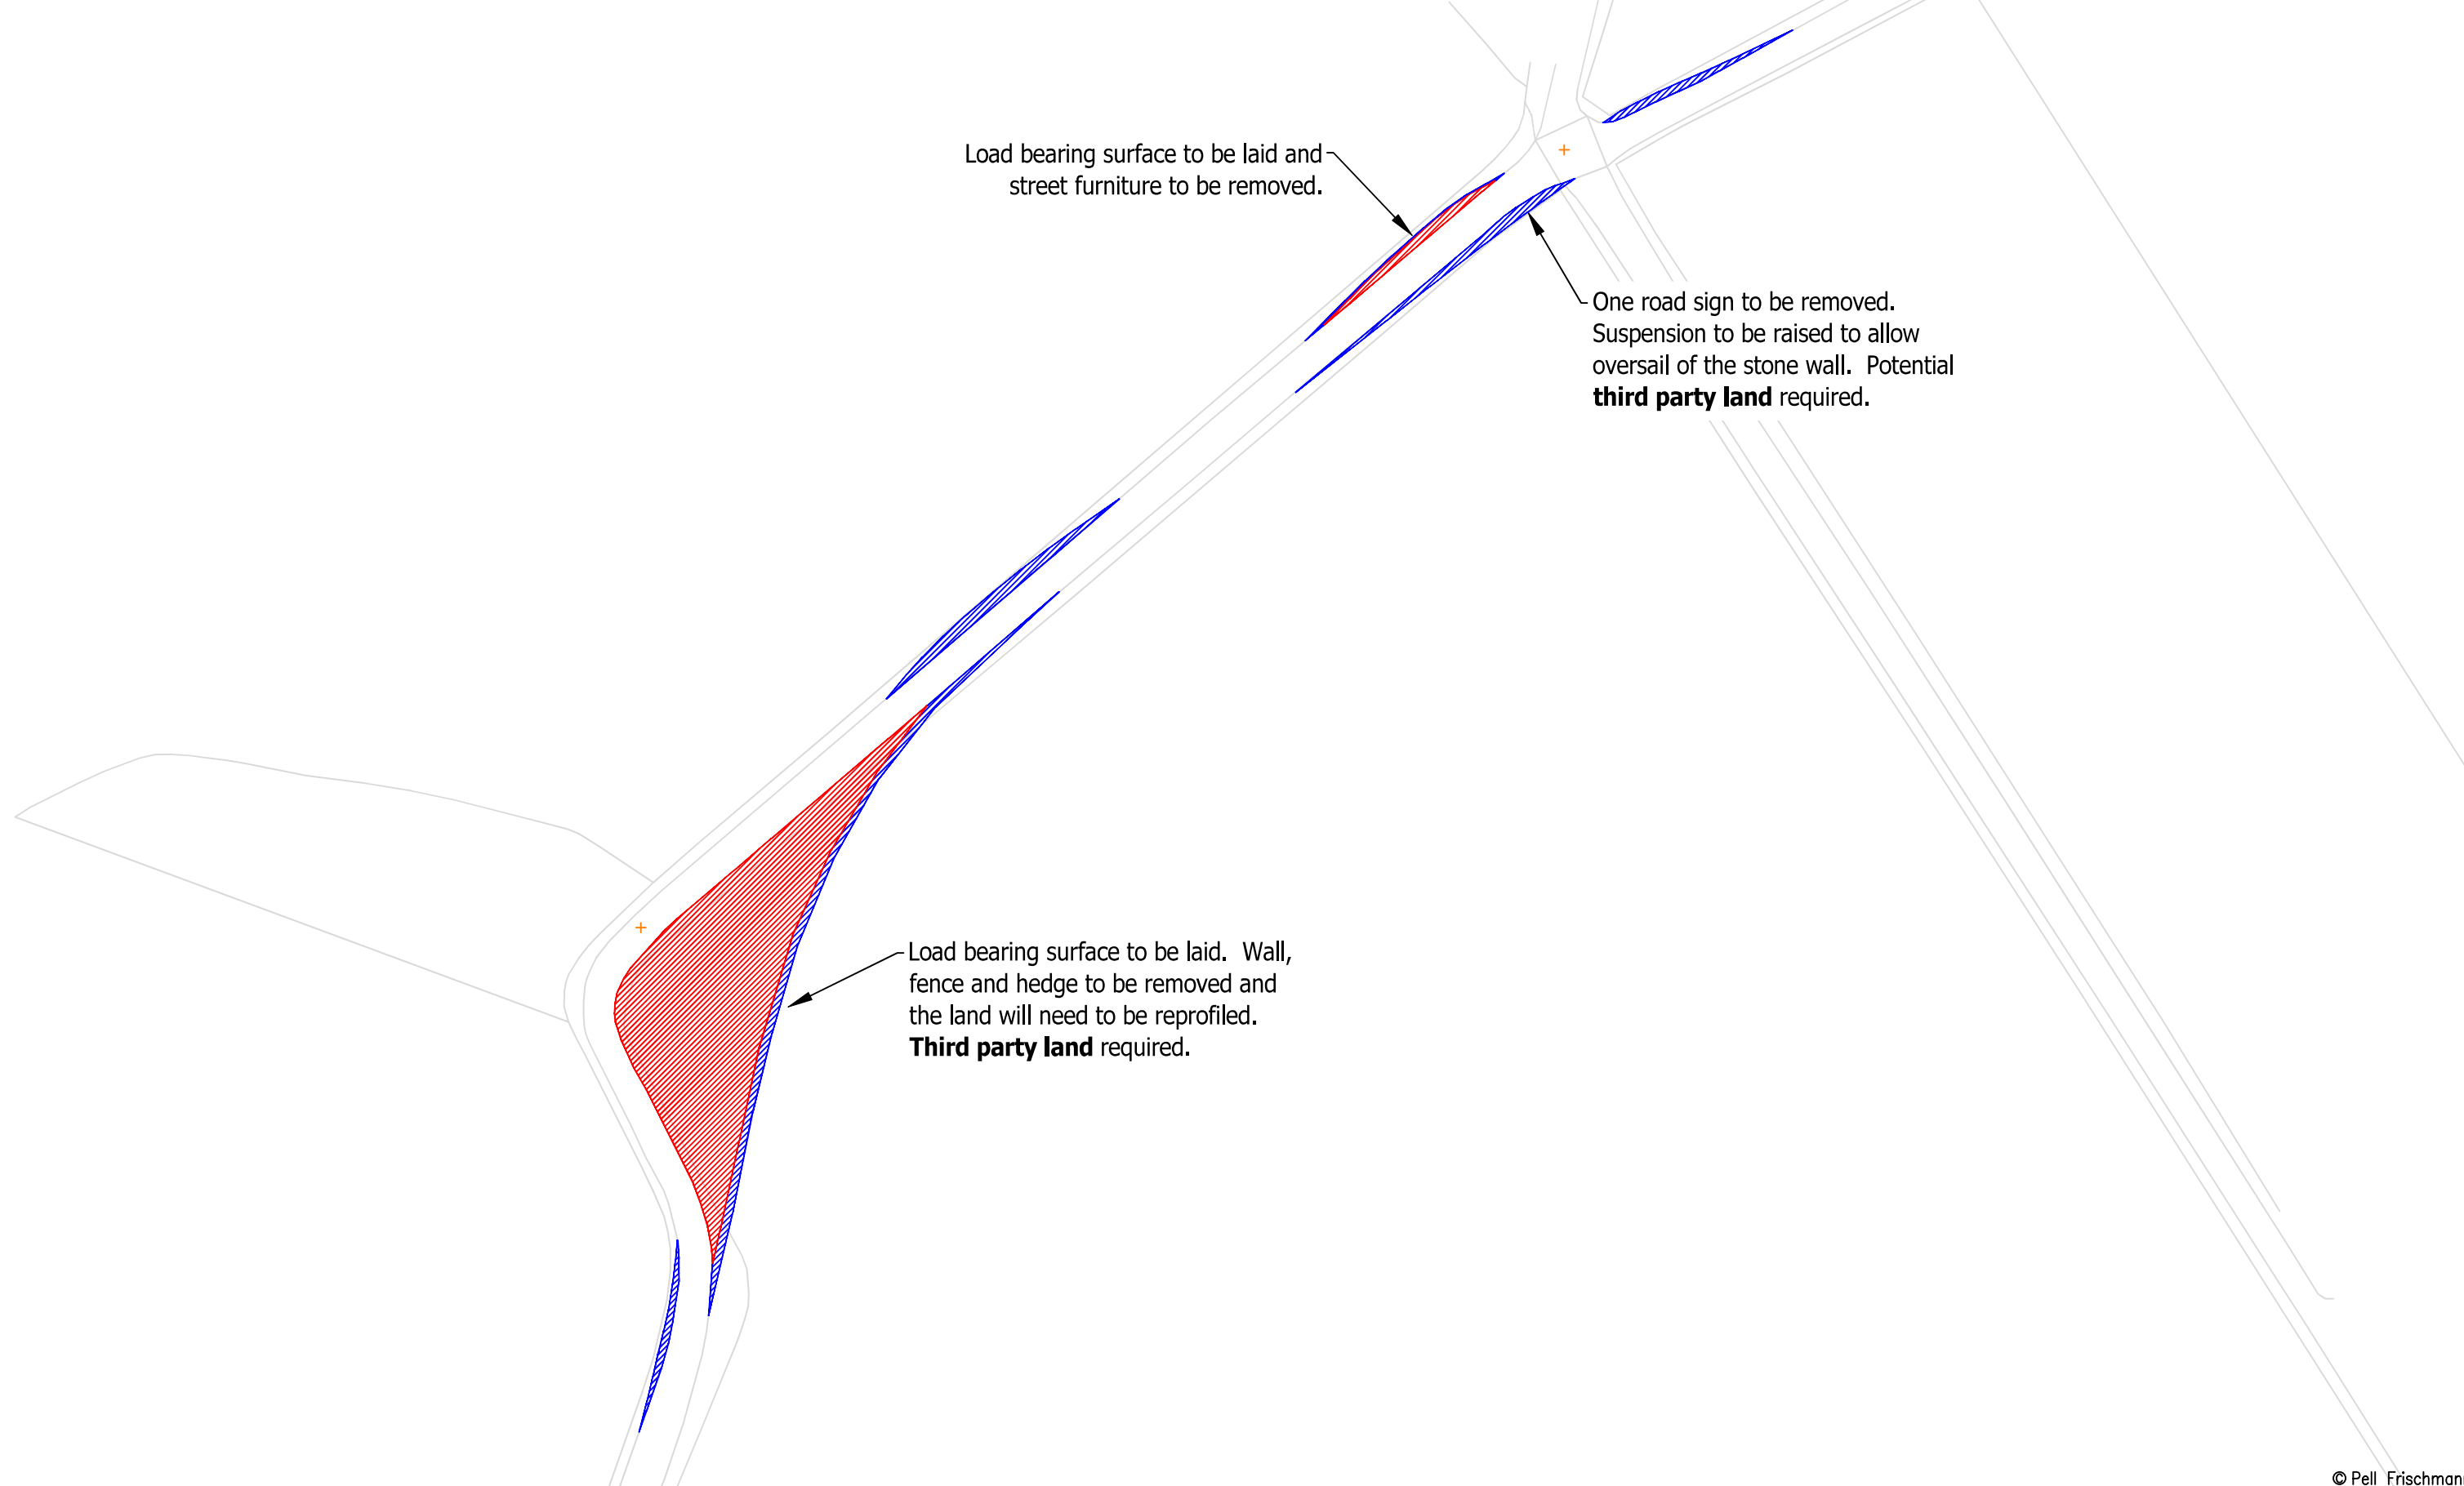 Load bearing surface to be laid and
street furniture to be removed.
One road sign to be removed.
Suspension to be raised to allow
oversail of the stone wall. Potential
third party land required.
Load bearing surface to be laid. Wall,
fence and hedge to be removed and
the land will need to be reprofiled.
Third party land required.
© Pell Frischmann